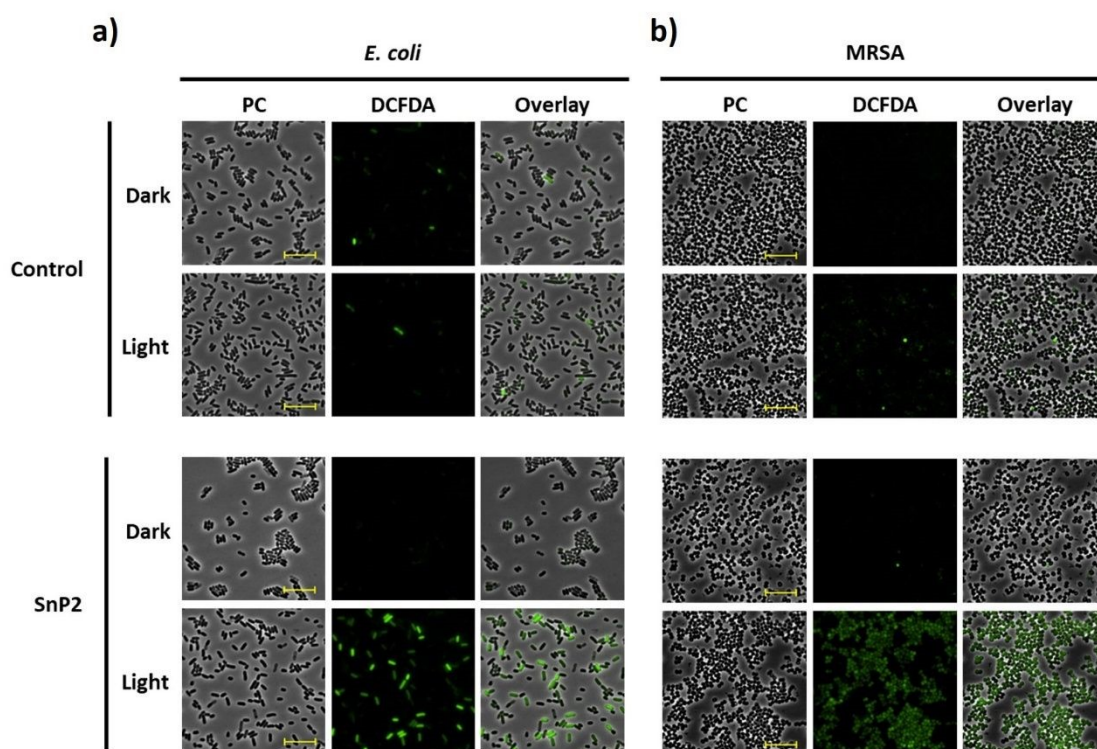 a)
b)
E. coli
MRSA
PC DCFDA Overlay
PC DCFDA Overlay
Control
Dark
Light
SnP2
Dark
Light